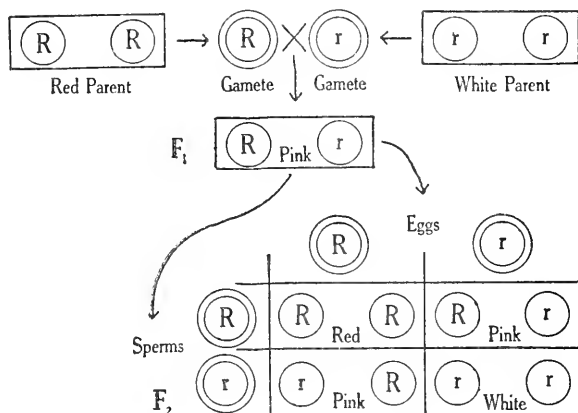 R R R r r r
Red Parent Gamete Gamete White Parent
F₁ R Pink r
Eggs
R r
Sperms R R Red R R Pink r
F₂ r r Pink R r White r